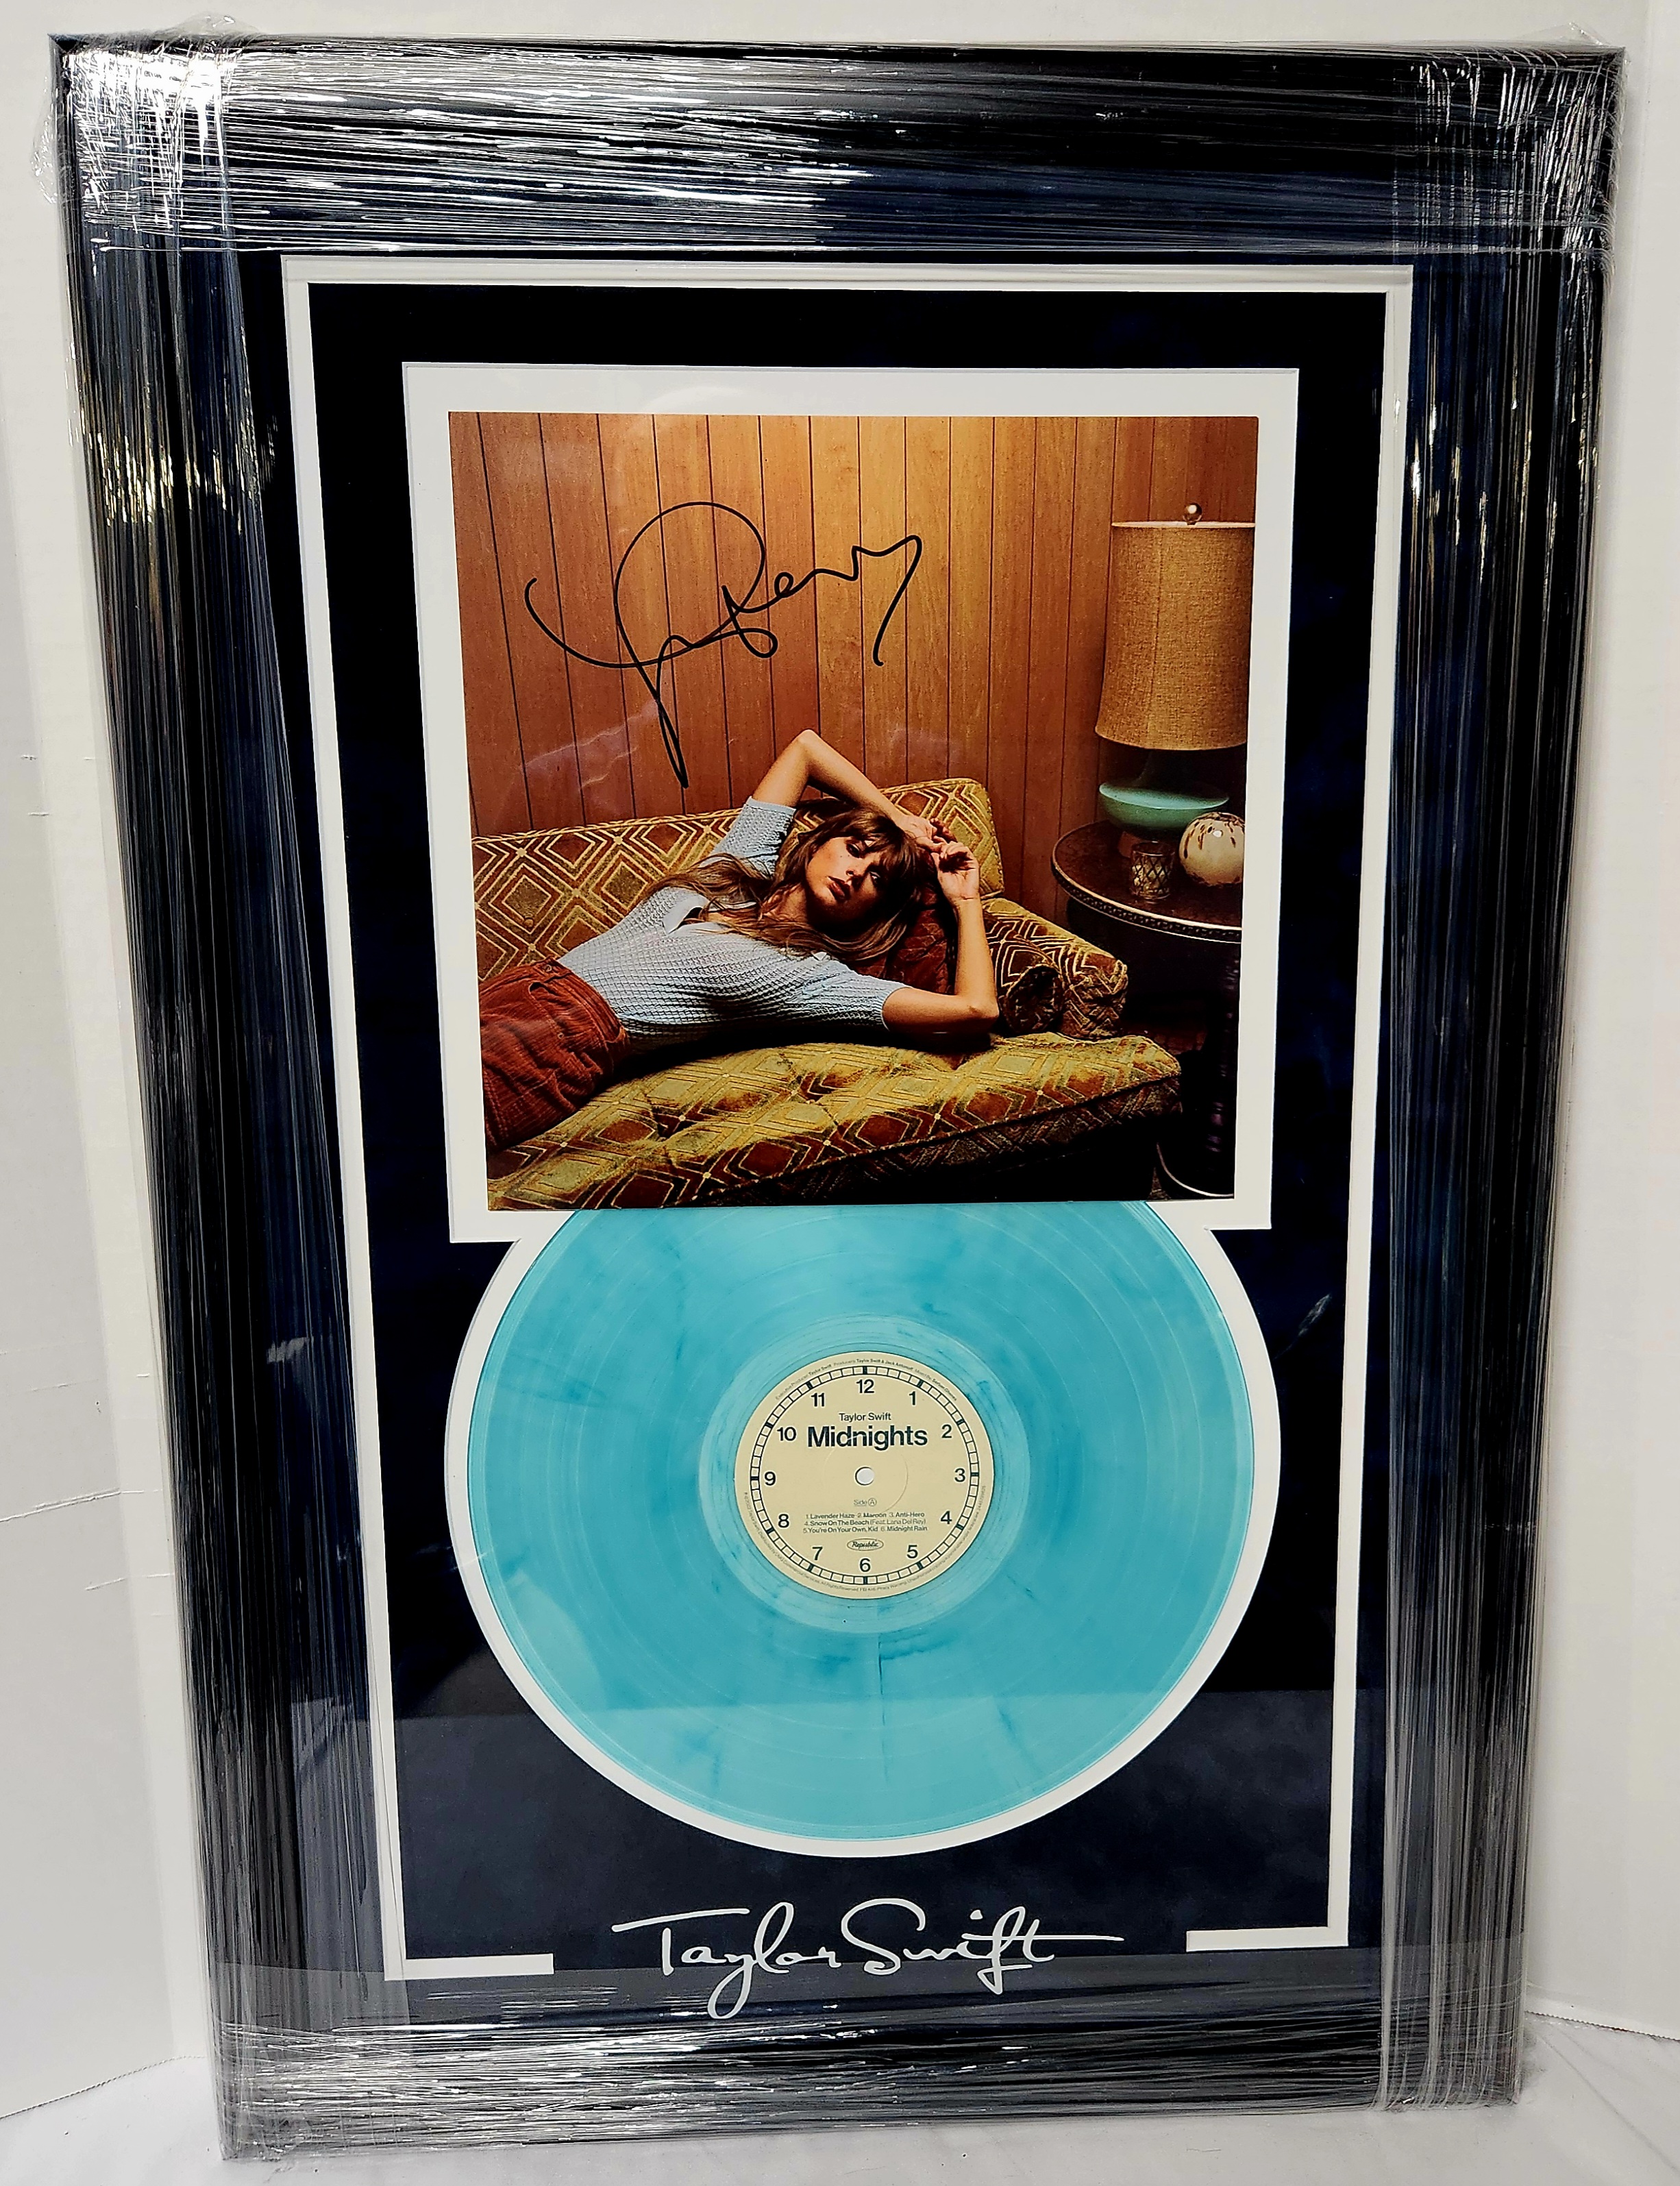 12
11
1
Taylor Swift
10
Midnights
2
9
3
Side A
8
1. Lavender Haze 2. Maroon 3. Anti-Hero
4. Snow On The Beach (Feat. Lana Del Rey)
5. You're On Your Own, Kid 6. Midnight Rain
4
Republic
7
5
6
Taylor Swift